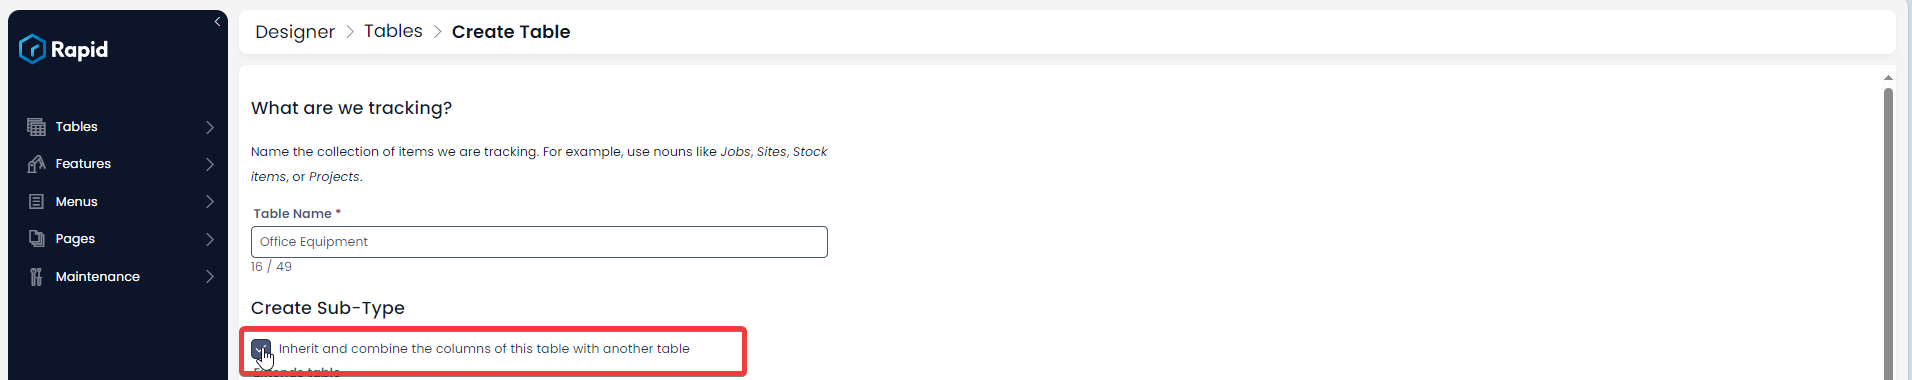 Rapid
Tables
Features
Menus
Pages
Maintenance
Designer > Tables > Create Table
What are we tracking?
Name the collection of items we are tracking. For example, use nouns like Jobs, Sites, Stock
items, or Projects.
Table Name *
Office Equipment
16 / 49
Create Sub-Type
Inherit and combine the columns of this table with another table
Extends table